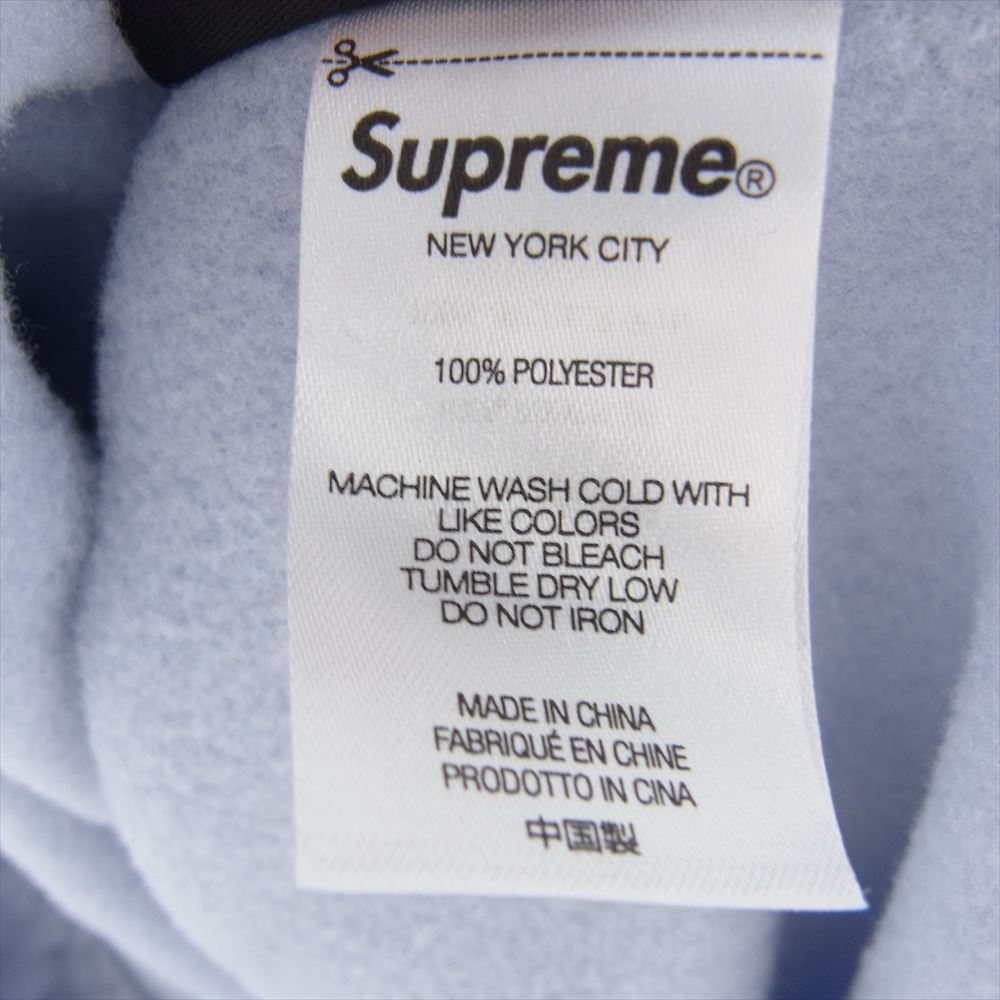 Supreme®
NEW YORK CITY
100% POLYESTER
MACHINE WASH COLD WITH
LIKE COLORS
DO NOT BLEACH
TUMBLE DRY LOW
DO NOT IRON
MADE IN CHINA
FABRIQUÉ EN CHINE
PRODOTTO IN CINA
中国製